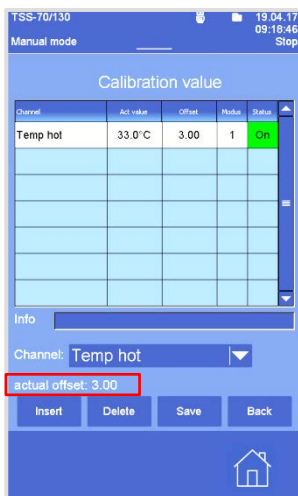 TSS-70/130
19.04.17
09:18:46
Manual mode
Stop
Calibration value
Channel Act value Offset Modus Status
Temp hot 33.0°C 3.00 1 On
Info
Channel: Temp hot
actual offset: 3.00
Insert Delete Save Back